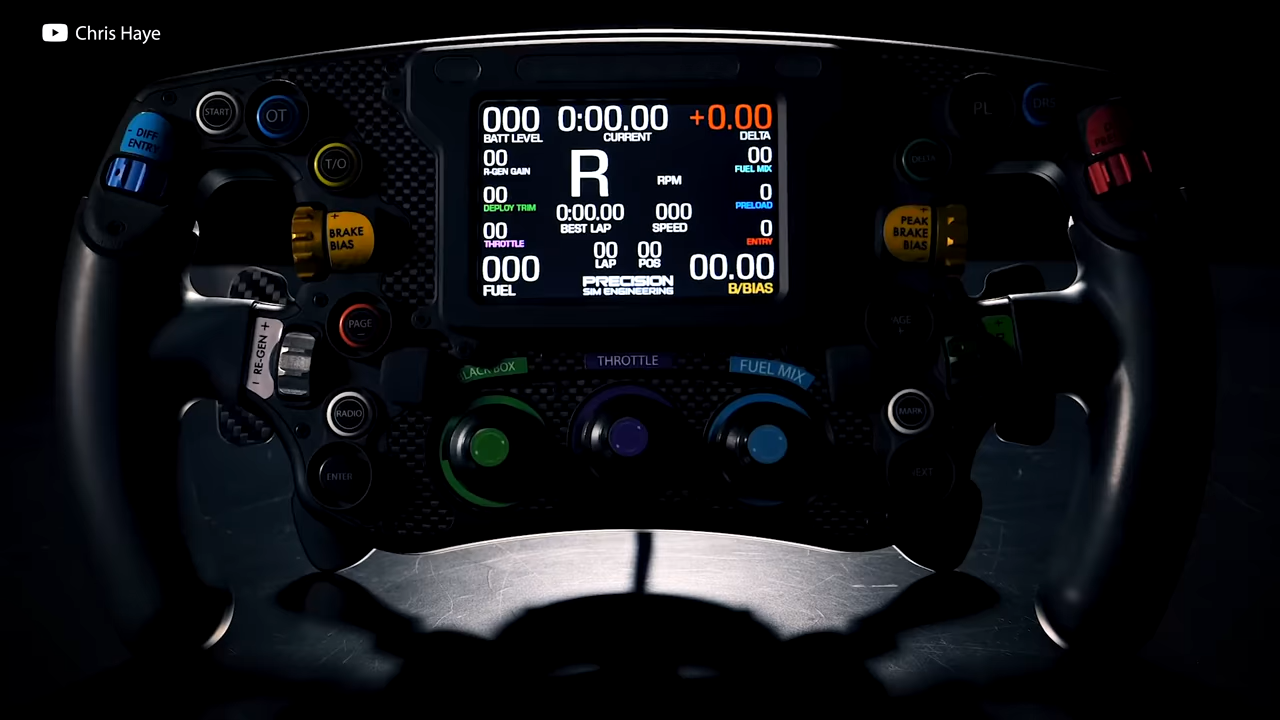 Chris Haye
START
OT
T/O
- DIFF
ENTRY
+
BRAKE
BIAS
PAGE
-
RE-GEN +
-
RADIO
ENTER
000
BATT LEVEL
0:00.00
CURRENT
+0.00
DELTA
00
R-GEN GAIN
R
RPM
00
FUEL MIX
00
DEPLOY TRIM
0:00.00
BEST LAP
000
SPEED
0
PRELOAD
00
THROTTLE
00
LAP
00
POS
0
ENTRY
000
FUEL
PRECISION
SIM ENGINEERING
00.00
B/BIAS
PL
DRS
DELTA
PEAK
BRAKE
BIAS
MARK
THROTTLE
FUEL MIX